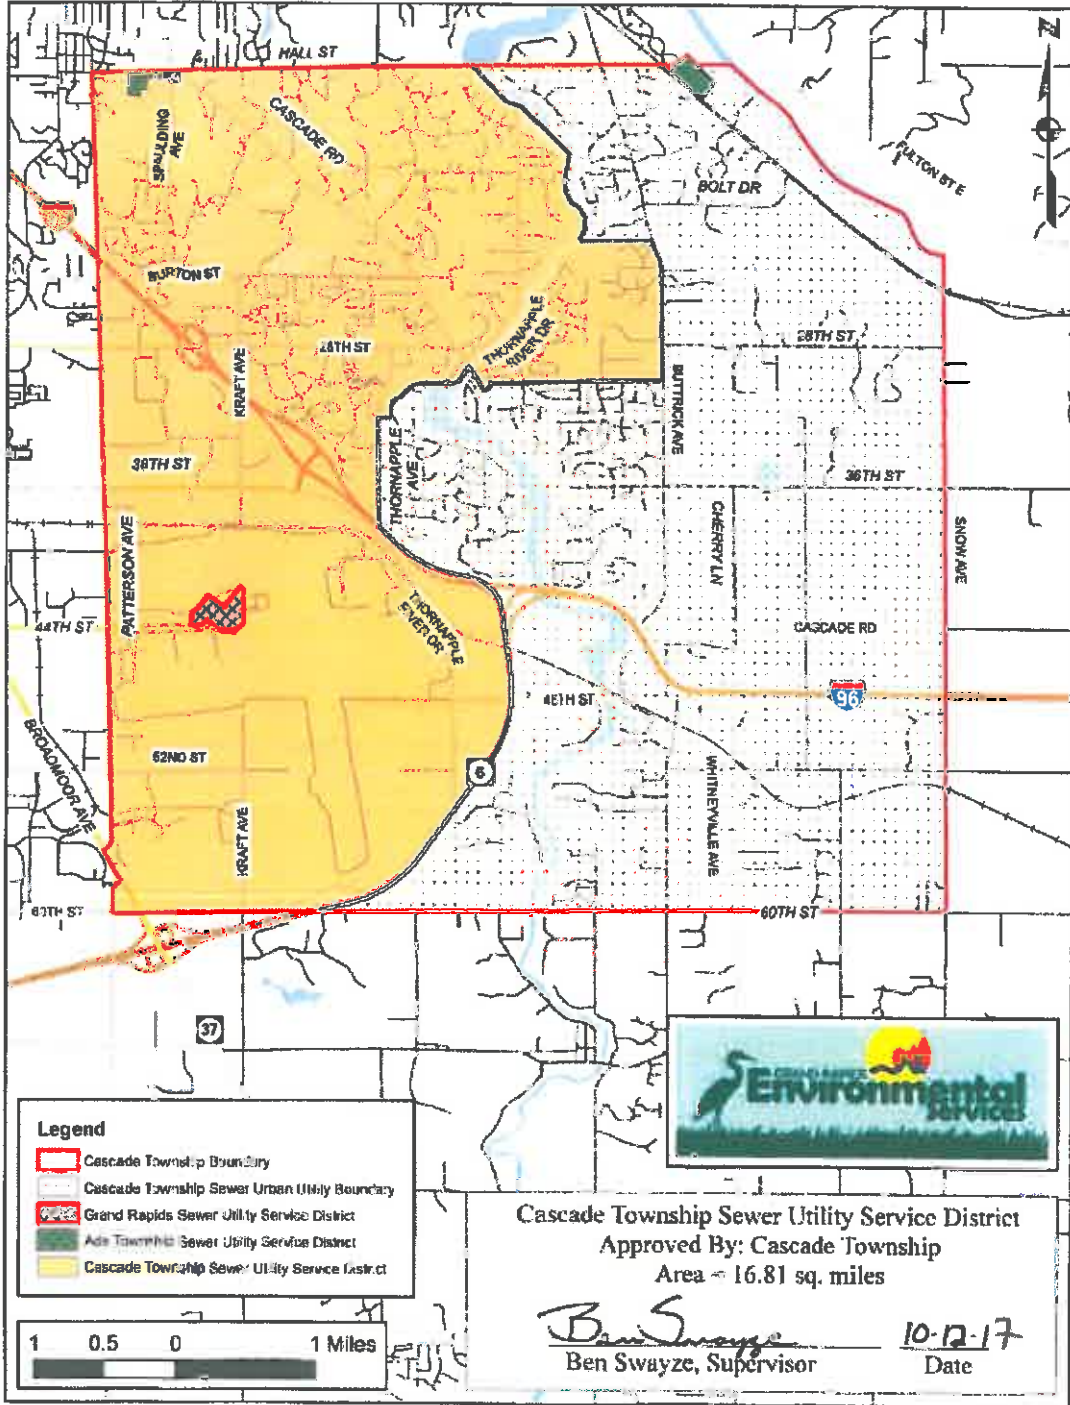 HALL ST
SPAULDING
AVE
CASCADE RD
FULTON ST E
BOLT DR
BURTON ST
28TH ST
THORNAPPLE
RIVER DR
28TH ST
KRAFT AVE
BUTTRICK AVE
THORNAPPLE
AVE
36TH ST
CHERRY LN
SNOW AVE
PATTERSON AVE
44TH ST
THORNAPPLE
RIVER DR
CASCADE RD
96
48TH ST
52ND ST
6
BROADMOOR AVE
KRAFT AVE
WHITNEYVILLE AVE
60TH ST
60TH ST
37
GRAND RAPIDS
Environmental
Services
Legend
Cascade Township Boundary
Cascade Township Sewer Urban Utility Boundary
Grand Rapids Sewer Utility Service District
Ada Township Sewer Utility Service District
Cascade Township Sewer Utility Service District
Cascade Township Sewer Utility Service District
Approved By: Cascade Township
Area = 16.81 sq. miles
Ben Swayze 10-12-17
Ben Swayze, Supervisor Date
1 0.5 0 1 Miles